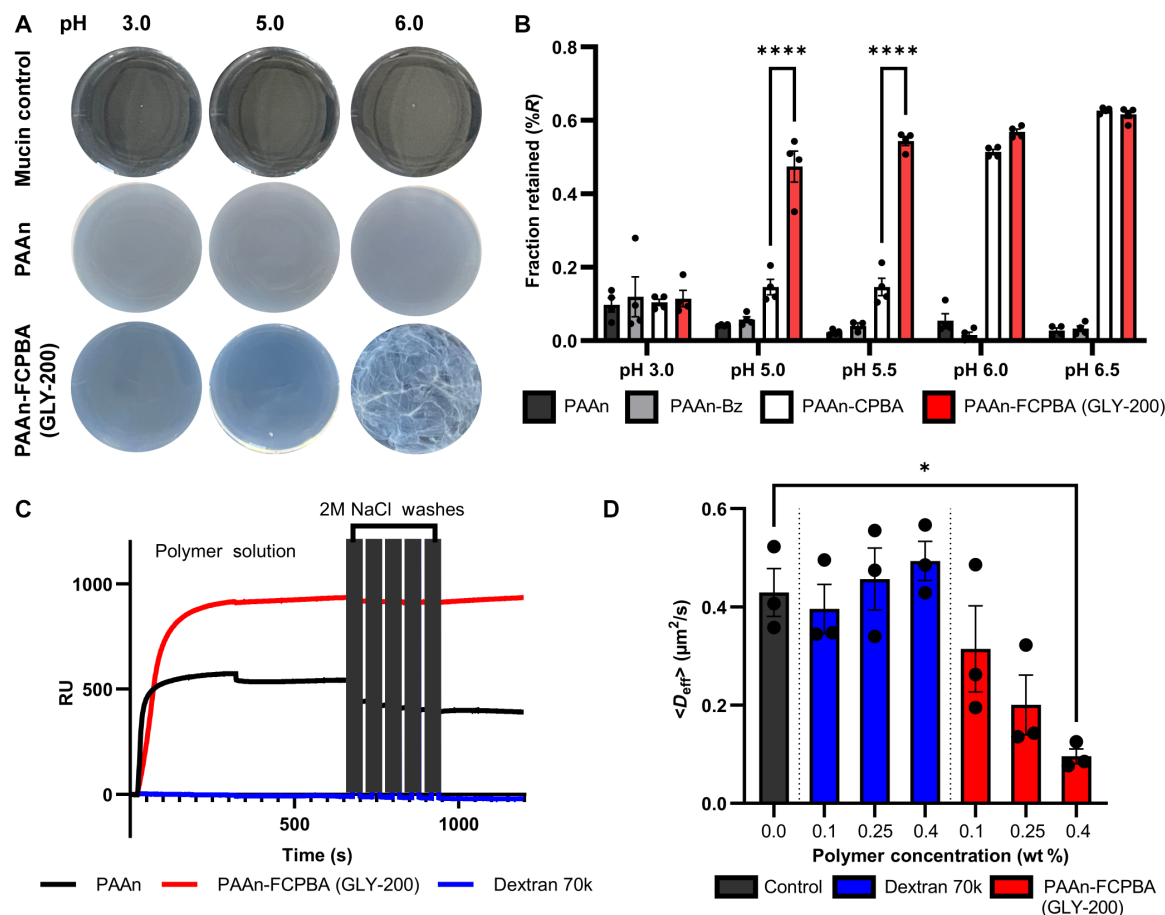 A
pH
3.0
5.0
6.0
Mucin control
PAAn
PAAn-FCPBA
(GLY-200)
B
Fraction retained (%R)
0.8
0.6
0.4
0.2
0.0
****
****
pH 3.0
pH 5.0
pH 5.5
pH 6.0
pH 6.5
PAAn
PAAn-Bz
PAAn-CPBA
PAAn-FCPBA (GLY-200)
C
2M NaCl washes
Polymer solution
RU
1000
500
0
500
1000
Time (s)
PAAn
PAAn-FCPBA (GLY-200)
Dextran 70k
D
*
<Deff> (μm²/s)
0.6
0.4
0.2
0.0
0.0
0.1
0.25
0.4
0.1
0.25
0.4
Polymer concentration (wt %)
Control
Dextran 70k
PAAn-FCPBA
(GLY-200)